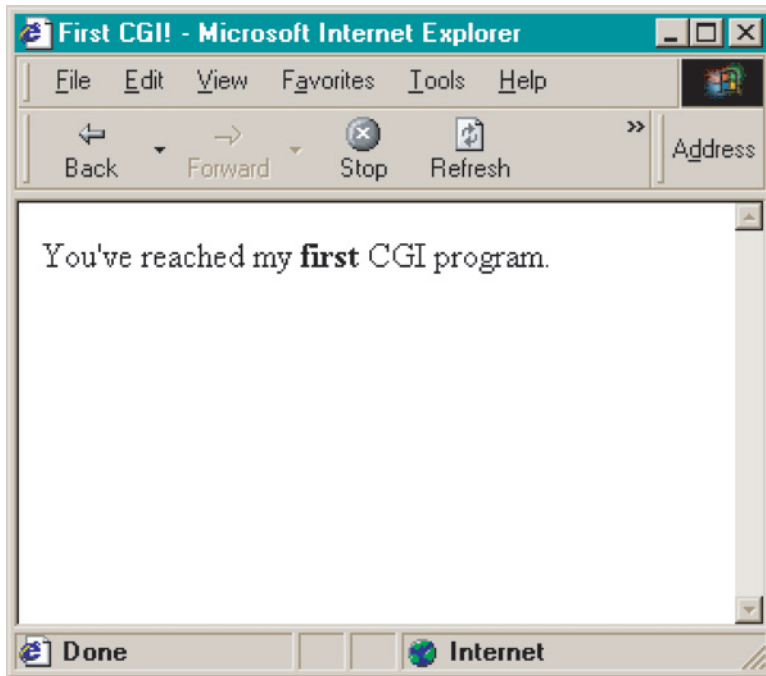 First CGI! - Microsoft Internet Explorer
File Edit View Favorites Tools Help
Back Forward Stop Refresh » Address
You've reached my first CGI program.
Done Internet